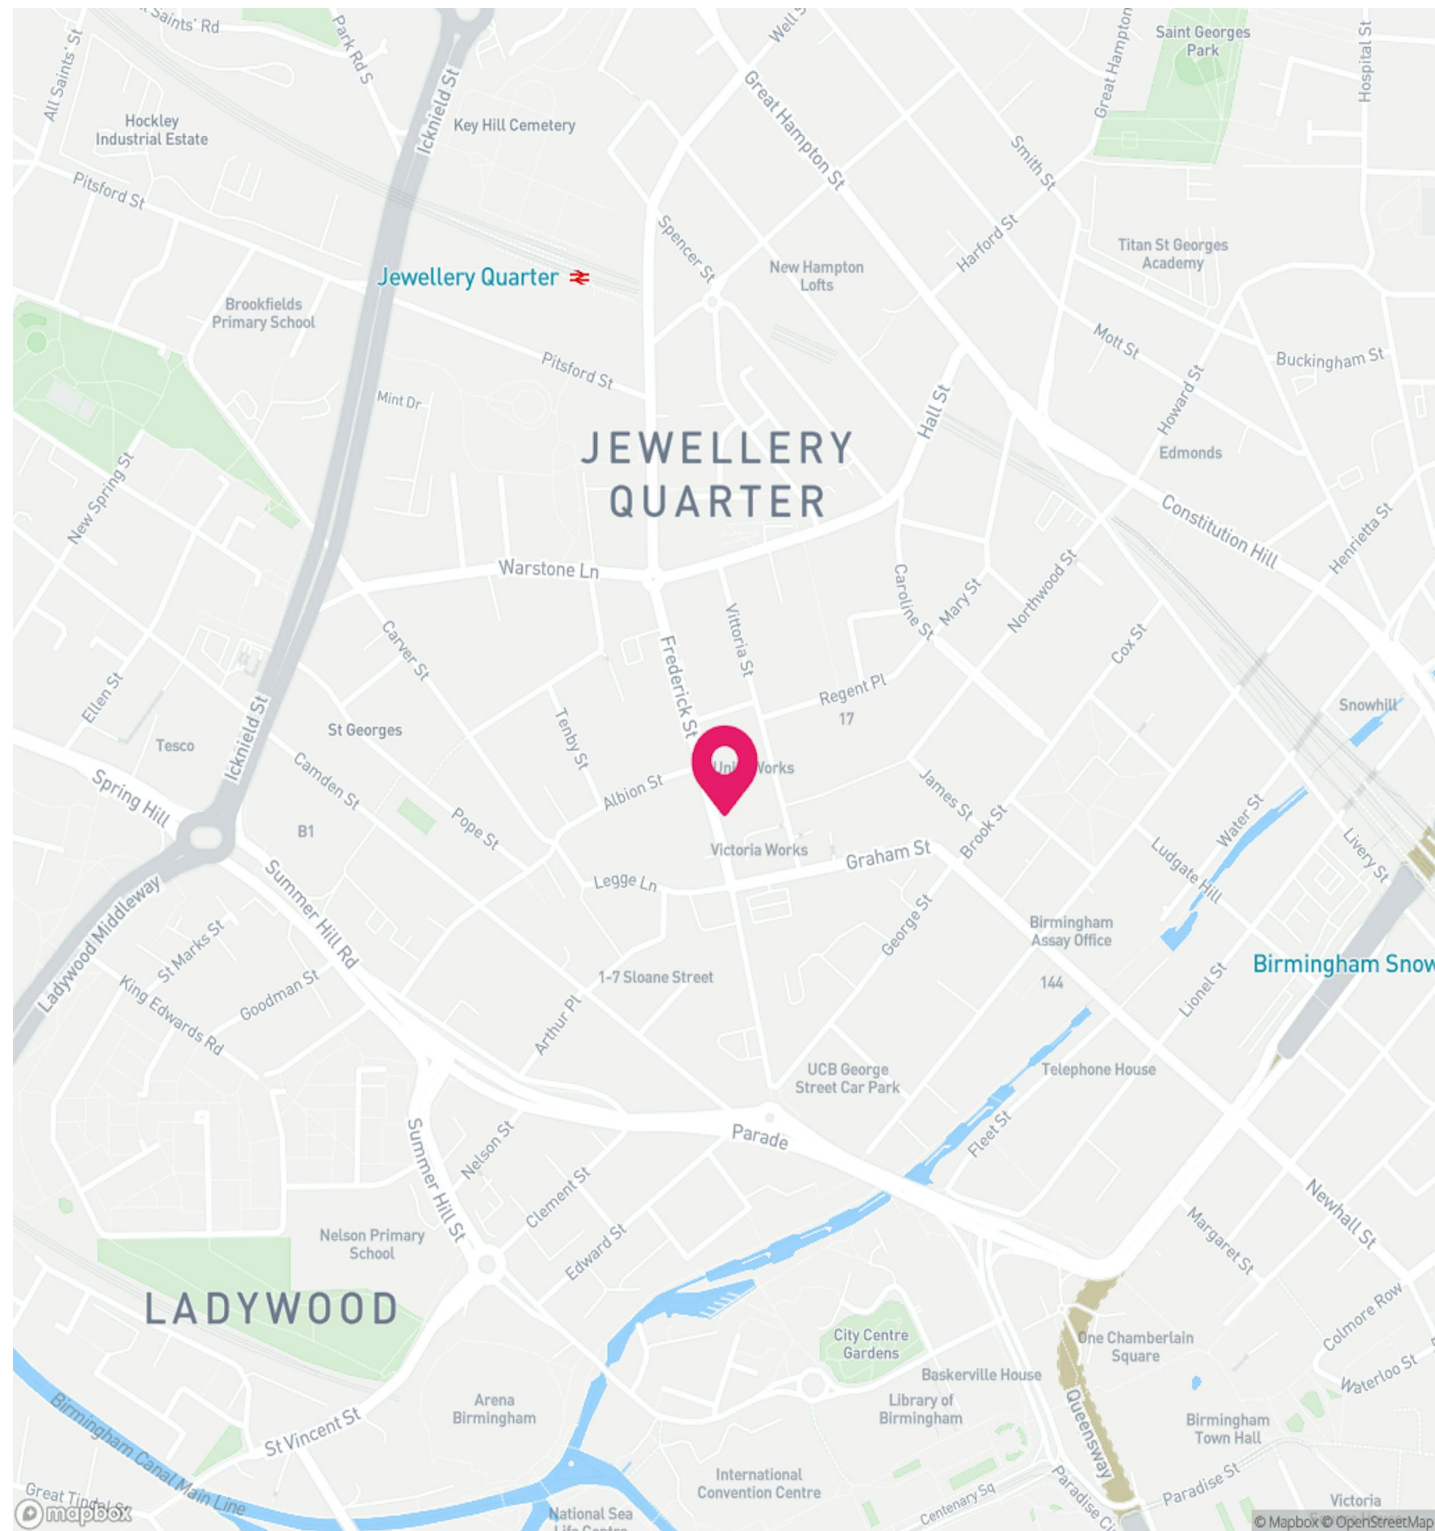 All Saints' St
Saints' Rd
Park Rd S
Icknield St
Well S
Saint Georges
Park
Great Hampton
Hospital St
Hockley
Industrial Estate
Key Hill Cemetery
Great Hampton St
Smith St
Pitsford St
Spencer St
Harford St
Titan St Georges
Academy
Jewellery Quarter
New Hampton
Lofts
Brookfields
Primary School
Mott St
Buckingham St
Pitsford St
Mint Dr
Hall St
Howard St
JEWELLERY
QUARTER
Edmonds
New Spring St
Constitution Hill
Henrietta St
Warstone Ln
Caroline St
Mary St
Northwood St
Vittoria St
Cox St
Carver St
Frederick St
Ellen St
Regent Pl
17
Snowhill
Icknield St
Tesco
St Georges
Tenby St
Works
Albion St
James St
Spring Hill
Camden St
Pope St
Brook St
Water St
B1
Victoria Works
Graham St
Ludgate Hill
Livery St
Legge Ln
Summer Hill Rd
Ladywood Middleway
St Marks St
George St
Birmingham
Assay Office
Birmingham Snow
1-7 Sloane Street
144
Lionel St
Goodman St
King Edwards Rd
Arthur Pl
UCB George
Street Car Park
Telephone House
Parade
Fleet St
Nelson St
Summer Hill St
Clement St
Newhall St
Margaret St
Nelson Primary
School
Edward St
LADYWOOD
City Centre
Gardens
One Chamberlain
Square
Colmore Row
Baskerville House
Waterloo St
Arena
Birmingham
Library of
Birmingham
Queensway
Birmingham
Town Hall
St Vincent St
Birmingham Canal Main Line
International
Convention Centre
Centenary Sq
Paradise St
Paradise Ci
Great Tindal St
mapbox
National Sea
Life Centre
Victoria
© Mapbox © OpenStreetMap